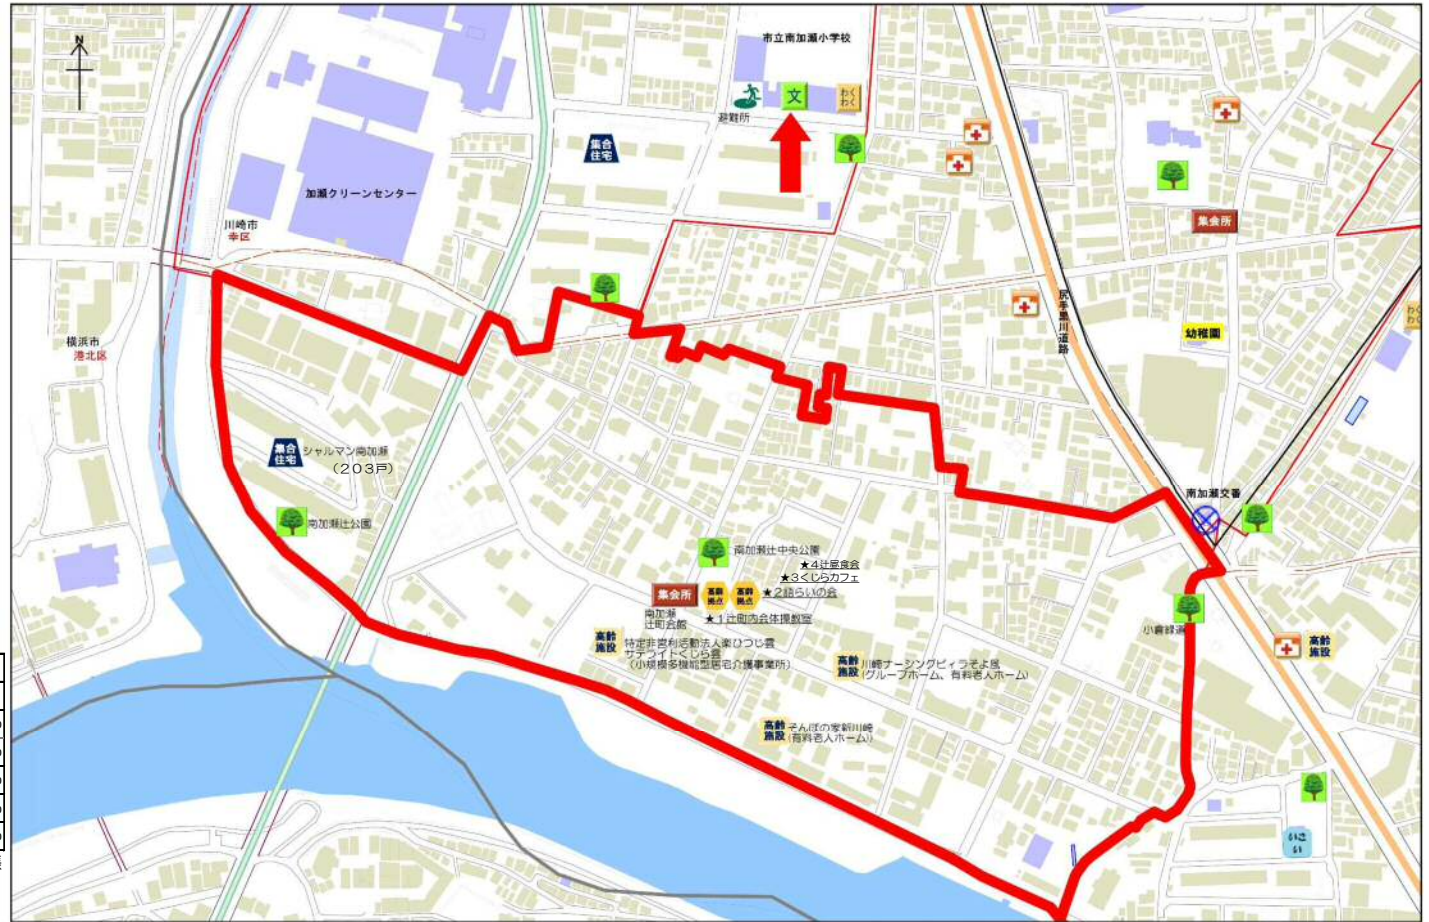 N
市立南加瀬小学校
文
わく
わく
避難所
集合
住宅
加瀬クリーンセンター
川崎市
幸区
集会所
横浜市
港北区
尻手黒川道路
幼稚園
わく
わく
集合
住宅
シャルマン南加瀬
(203戸)
南加瀬交番
南加瀬辻公園
南加瀬辻中央公園
★4辻昼食会
★3くじらカフェ
★2語らいの会
集会所
高齢
拠点
高齢
拠点
南加瀬
辻町会館
★1辻町内会体操教室
小倉緑道
高齢
施設
特定非営利活動法人楽ひつじ雲
サテライトくじら雲
(小規模多機能型居宅介護事業所)
高齢
施設
川崎ナーシングビィラそよ風
(グループホーム、有料老人ホーム)
高齢
施設
高齢
施設
そんぽの家新川崎
(有料老人ホーム)
いこ
い